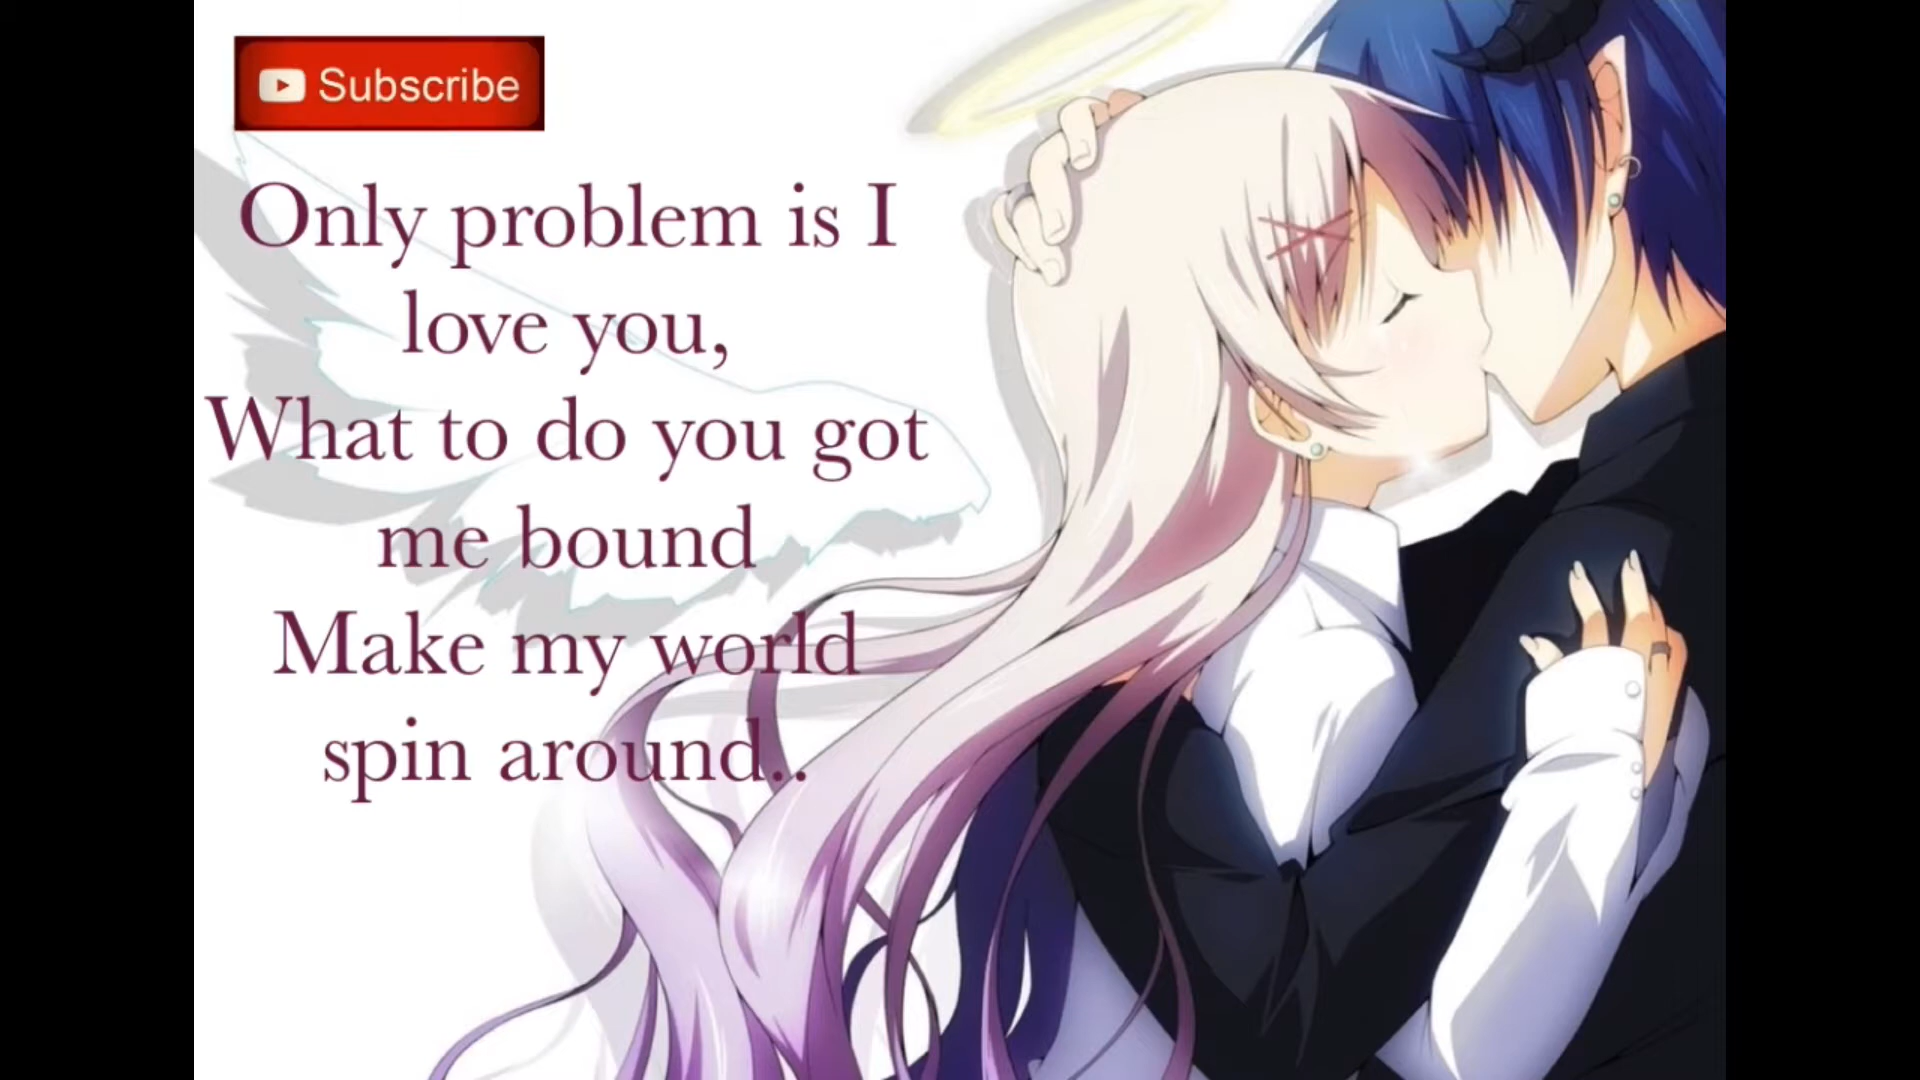 Subscribe
Only problem is I
love you,
What to do you got
me bound
Make my world
spin around..